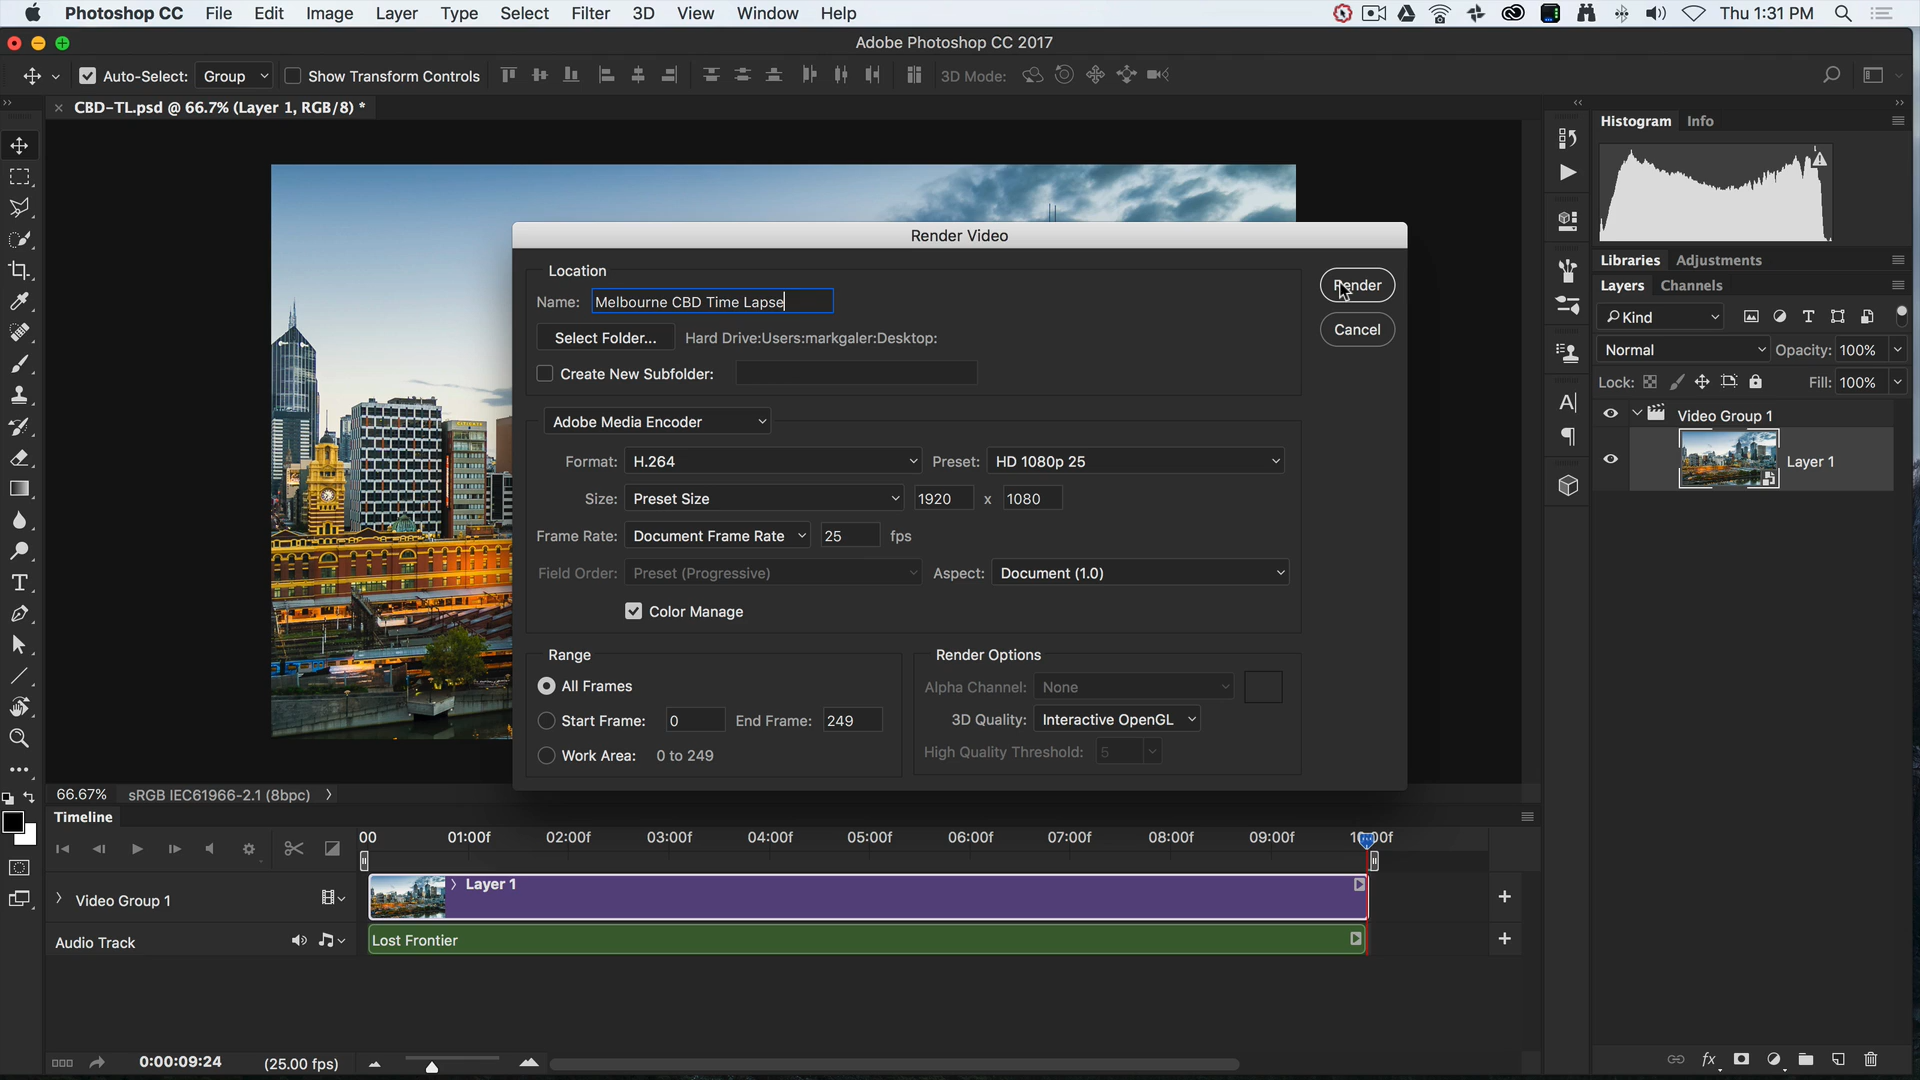 Photoshop CC File Edit Image Layer Type Select Filter 3D View Window Help Thu 1:31 PM
Adobe Photoshop CC 2017
Auto-Select: Group Show Transform Controls 3D Mode:
CBD-TL.psd @ 66.7% (Layer 1, RGB/8) *
Histogram Info
Render Video
Location
Name: Melbourne CBD Time Lapse
Select Folder... Hard Drive:Users:markgaler:Desktop:
Create New Subfolder:
Render
Cancel
Adobe Media Encoder
Format: H.264 Preset: HD 1080p 25
Size: Preset Size 1920 x 1080
Frame Rate: Document Frame Rate 25 fps
Field Order: Preset (Progressive) Aspect: Document (1.0)
Color Manage
Range
All Frames
Start Frame: 0 End Frame: 249
Work Area: 0 to 249
Render Options
Alpha Channel: None
3D Quality: Interactive OpenGL
High Quality Threshold: 5
Libraries Adjustments
Layers Channels
Kind
Normal Opacity: 100%
Lock: Fill: 100%
Video Group 1
Layer 1
66.67% sRGB IEC61966-2.1 (8bpc)
Timeline
00 01:00f 02:00f 03:00f 04:00f 05:00f 06:00f 07:00f 08:00f 09:00f 10:00f
Video Group 1 Layer 1
Audio Track Lost Frontier
0:00:09:24 (25.00 fps)
fx